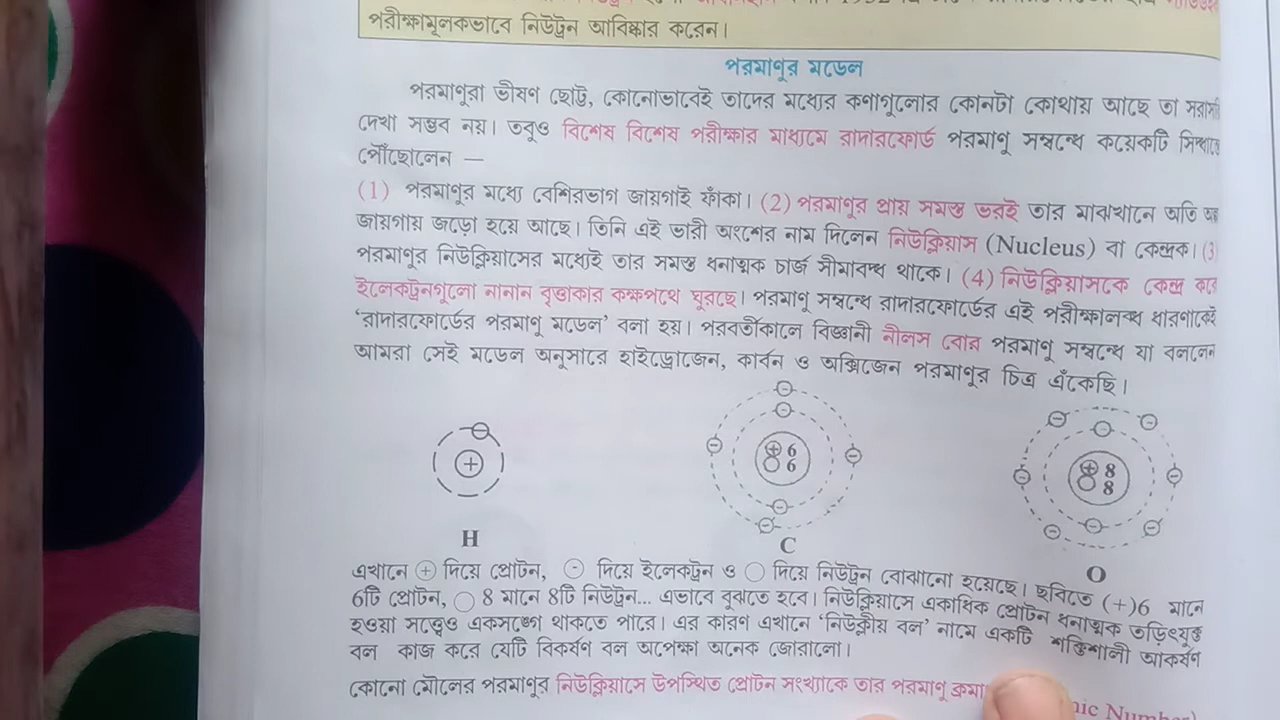 পরীক্ষামূলকভাবে নিউট্রন আবিষ্কার করেন।
পরমাণুর মডেল
পরমাণুরা ভীষণ ছোট্ট, কোনোভাবেই তাদের মধ্যের কণাগুলোর কোনটা কোথায় আছে তা
দেখা সম্ভব নয়। তবুও বিশেষ বিশেষ পরীক্ষার মাধ্যমে রাদারফোর্ড পরমাণু সম্বন্ধে কয়েকটি সিদ্ধান্তে
পৌঁছোলেন —
(1) পরমাণুর মধ্যে বেশিরভাগ জায়গাই ফাঁকা। (2) পরমাণুর প্রায় সমস্ত ভরই তার মাঝখানে অতি অল্প
জায়গায় জড়ো হয়ে আছে। তিনি এই ভারী অংশের নাম দিলেন নিউক্লিয়াস (Nucleus) বা কেন্দ্রক। (3)
পরমাণুর নিউক্লিয়াসের মধ্যেই তার সমস্ত ধনাত্মক চার্জ সীমাবদ্ধ থাকে। (4) নিউক্লিয়াসকে কেন্দ্র করে
ইলেকট্রনগুলো নানান বৃত্তাকার কক্ষপথে ঘুরছে। পরমাণু সম্বন্ধে রাদারফোর্ডের এই পরীক্ষালব্ধ ধারণাকেই
‘রাদারফোর্ডের পরমাণু মডেল’ বলা হয়। পরবর্তীকালে বিজ্ঞানী নীলস বোর পরমাণু সম্বন্ধে যা বললেন
আমরা সেই মডেল অনুসারে হাইড্রোজেন, কার্বন ও অক্সিজেন পরমাণুর চিত্র এঁকেছি।
+ 6
6
+ 8
8
H
C
O
এখানে (+) দিয়ে প্রোটন, (−) দিয়ে ইলেকট্রন ও ◯ দিয়ে নিউট্রন বোঝানো হয়েছে। ছবিতে (+)6 মানে
6টি প্রোটন, ◯ 8 মানে 8টি নিউট্রন... এভাবে বুঝতে হবে। নিউক্লিয়াসে একাধিক প্রোটন ধনাত্মক তড়িৎযুক্ত
হওয়া সত্ত্বেও একসঙ্গে থাকতে পারে। এর কারণ এখানে ‘নিউক্লীয় বল’ নামে একটি শক্তিশালী আকর্ষণ
বল কাজ করে যেটি বিকর্ষণ বল অপেক্ষা অনেক জোরালো।
কোনো মৌলের পরমাণুর নিউক্লিয়াসে উপস্থিত প্রোটন সংখ্যাকে তার পরমাণু